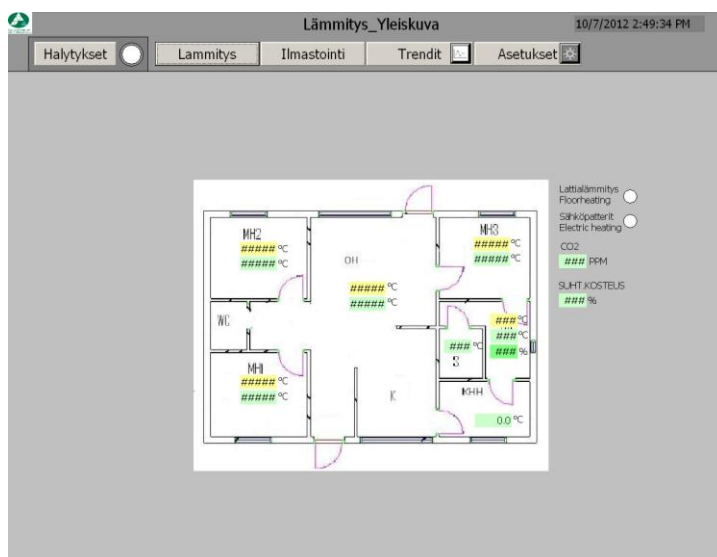 Lämmitys_Yleiskuva
10/7/2012 2:49:34 PM
Halytykset
Lammitys
Ilmastointi
Trendit
Asetukset
Lattialämmitys
Floorheating
Sähköpatterit
Electric heating
CO2
### PPM
SUHT.KOSTEUS
### %
MH2
##### °C
##### °C
OH
##### °C
##### °C
MH3
##### °C
##### °C
WC
### °C
### °C
### %
### °C
S
MH1
##### °C
##### °C
K
KHH
0.0 °C